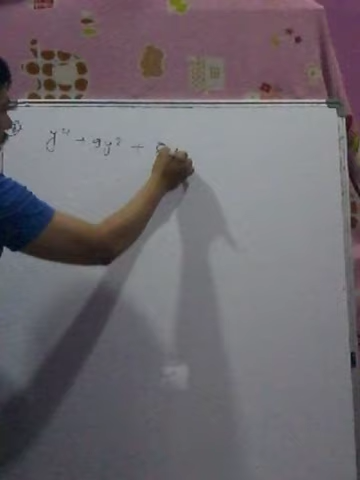 y⁴ + 9y² +